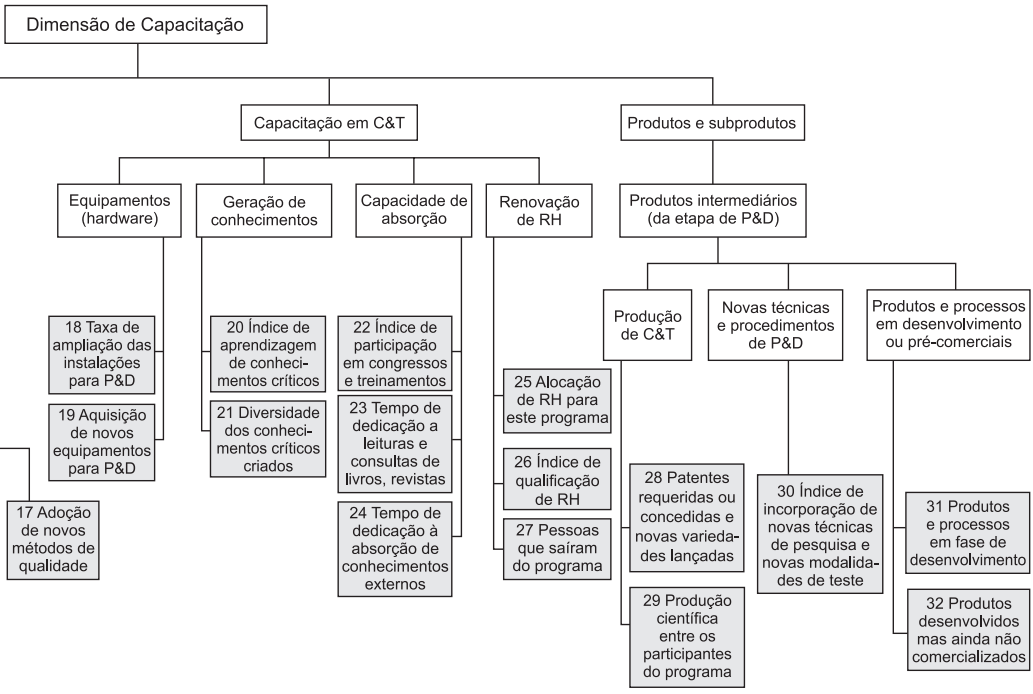 Dimensão de Capacitação
Capacitação em C&T
Produtos e subprodutos
Equipamentos
(hardware)
Geração de
conhecimentos
Capacidade de
absorção
Renovação
de RH
Produtos intermediários
(da etapa de P&D)
Produção
de C&T
Novas técnicas
e procedimentos
de P&D
Produtos e processos
em desenvolvimento
ou pré-comerciais
18 Taxa de
ampliação das
instalações
para P&D
19 Aquisição
de novos
equipamentos
para P&D
17 Adoção
de novos
métodos de
qualidade
20 Índice de
aprendizagem
de conheci-
mentos críticos
21 Diversidade
dos conheci-
mentos críticos
criados
22 Índice de
participação
em congressos
e treinamentos
23 Tempo de
dedicação a
leituras e
consultas de
livros, revistas
24 Tempo de
dedicação à
absorção de
conhecimentos
externos
25 Alocação
de RH para
este programa
26 Índice de
qualificação
de RH
27 Pessoas
que saíram
do programa
28 Patentes
requeridas ou
concedidas e
novas varieda-
des lançadas
29 Produção
científica
entre os
participantes
do programa
30 Índice de
incorporação de
novas técnicas
de pesquisa e
novas modalida-
des de teste
31 Produtos
e processos
em fase de
desenvolvimento
32 Produtos
desenvolvidos
mas ainda não
comercializados